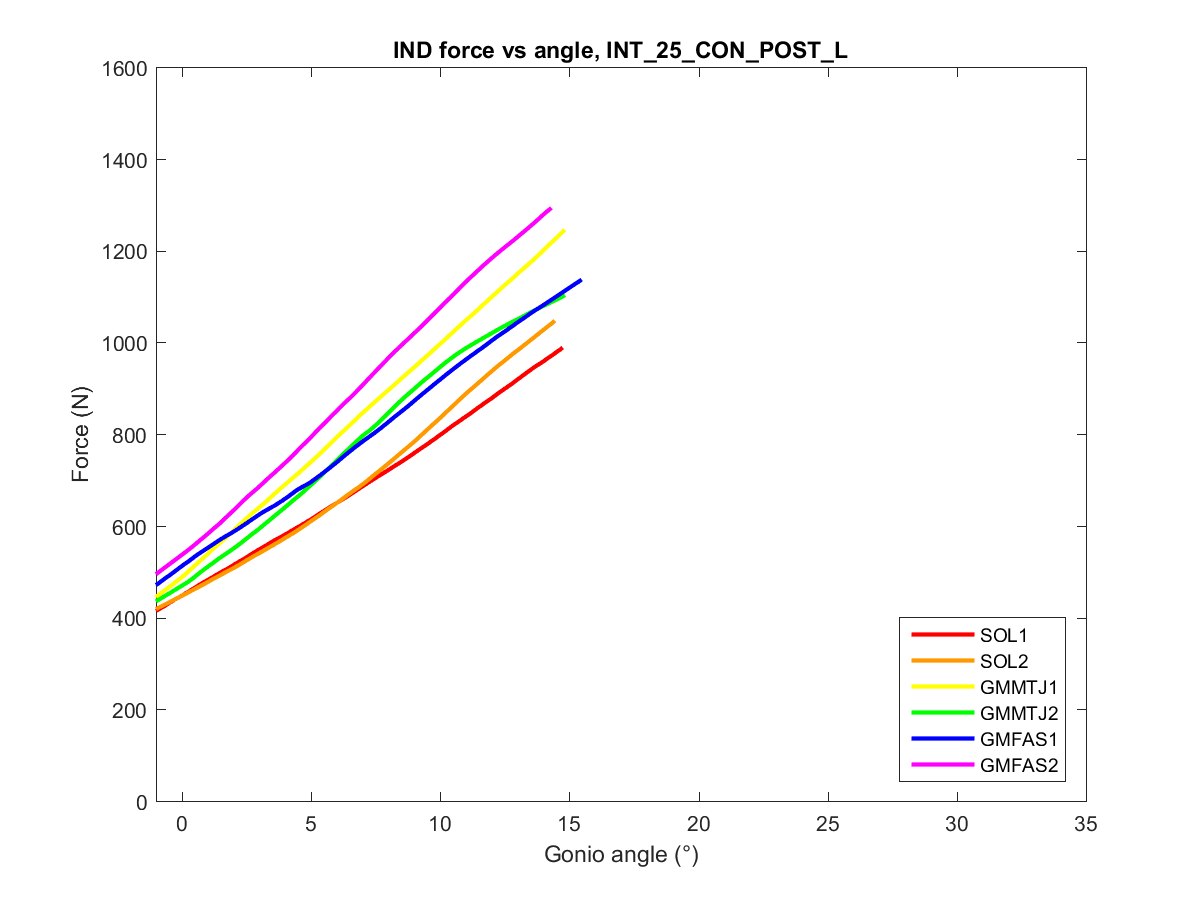 IND force vs angle, INT_25_CON_POST_L
1600
1400
1200
1000
800
600
400
200
0
Force (N)
0 5 10 15 20 25 30 35
Gonio angle (°)
SOL1
SOL2
GMMTJ1
GMMTJ2
GMFAS1
GMFAS2